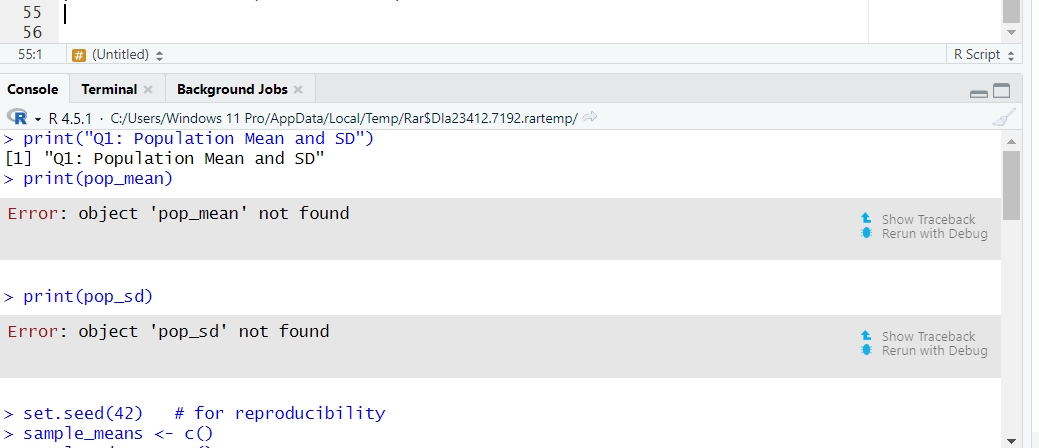 55
56
55:1 # (Untitled) R Script
Console Terminal Background Jobs
R R 4.5.1 · C:/Users/Windows 11 Pro/AppData/Local/Temp/Rar$DIa23412.7192.rartemp/
> print("Q1: Population Mean and SD")
[1] "Q1: Population Mean and SD"
> print(pop_mean)
Error: object 'pop_mean' not found
Show Traceback
Rerun with Debug
> print(pop_sd)
Error: object 'pop_sd' not found
Show Traceback
Rerun with Debug
> set.seed(42)   # for reproducibility
> sample_means <- c()